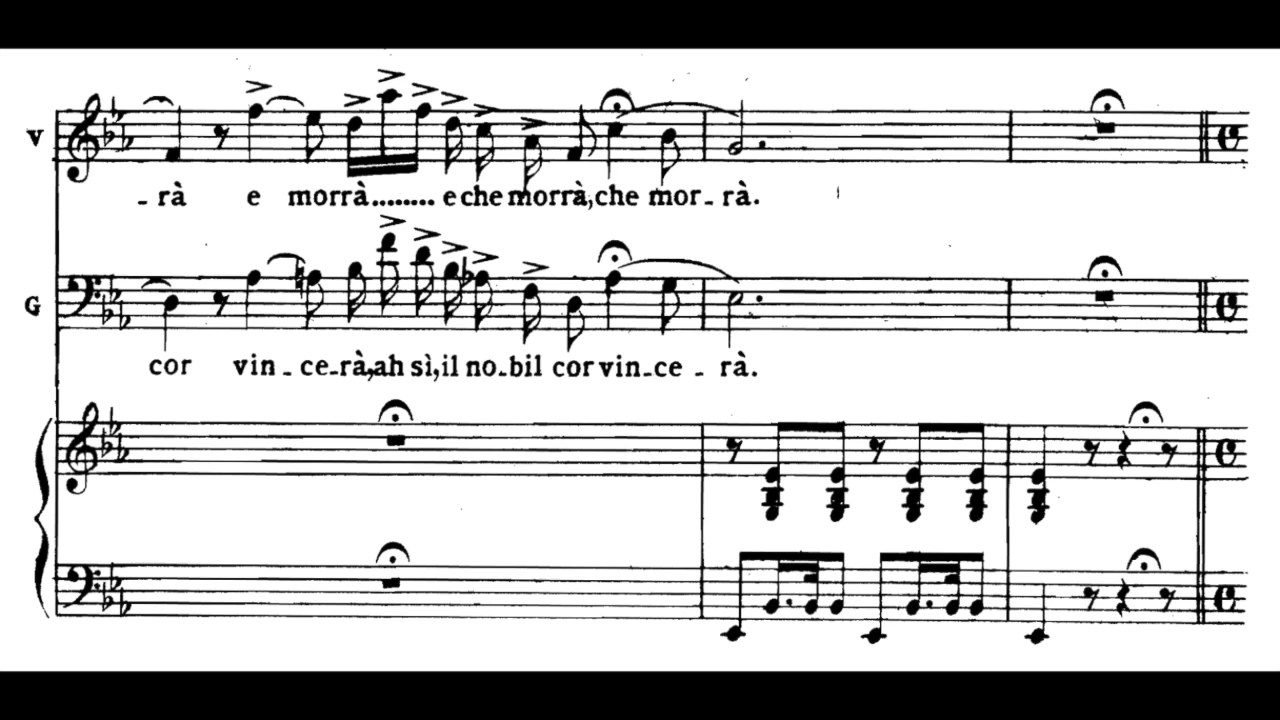 V
- rà e morrà........ e che morrà, che mor - rà.
G
cor vin - ce - rà, ah sì, il no - bil cor vin - ce - rà.